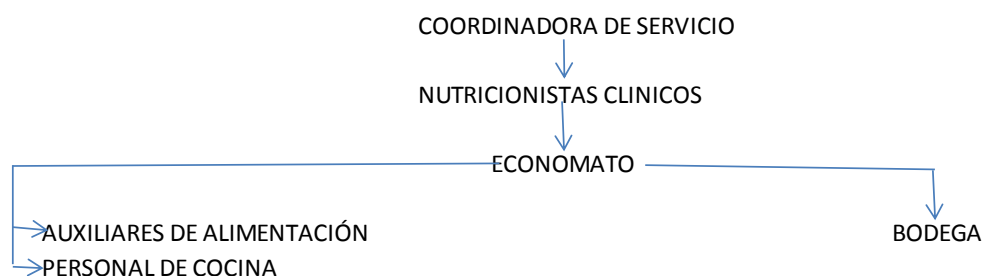 COORDINADORA DE SERVICIO
NUTRICIONISTAS CLINICOS
ECONOMATO
AUXILIARES DE ALIMENTACIÓN
BODEGA
PERSONAL DE COCINA